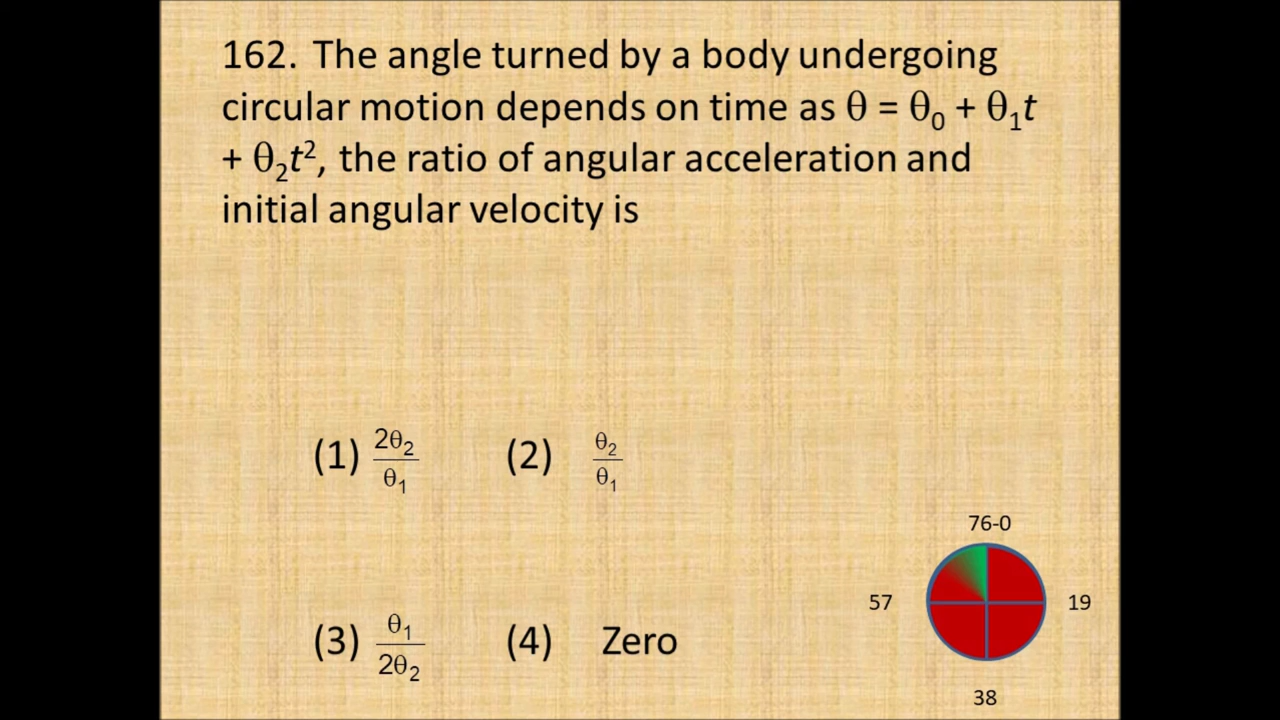 162. The angle turned by a body undergoing
circular motion depends on time as θ = θ₀ + θ₁t
+ θ₂t², the ratio of angular acceleration and
initial angular velocity is
(1) 2θ₂/θ₁ (2) θ₂/θ₁
76-0
57 19
(3) θ₁/2θ₂ (4) Zero
38